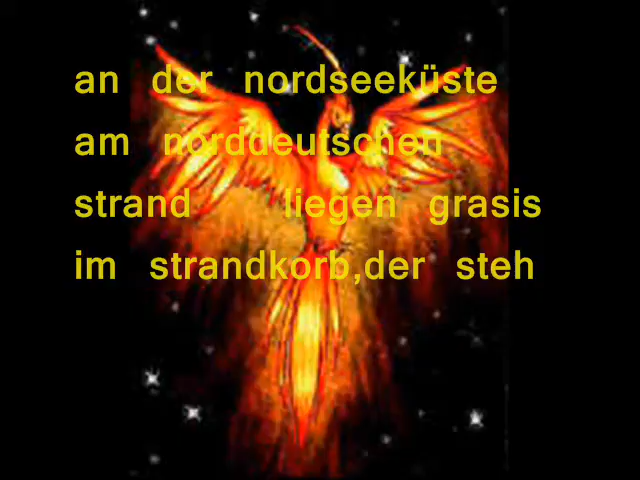 an der nordseeküste
am norddeutschen
strand liegen grasis
im strandkorb,der steh